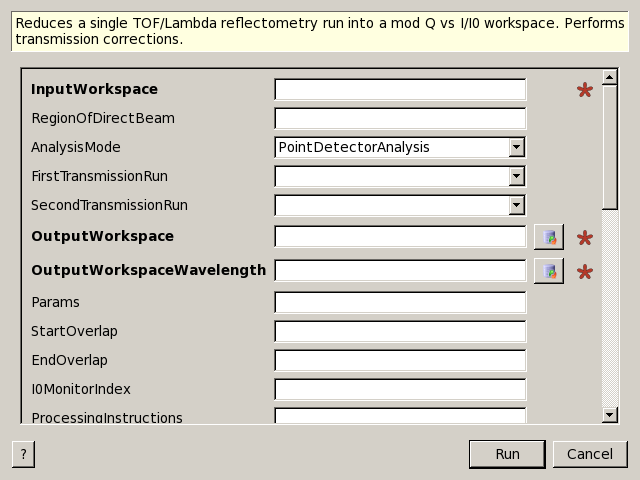 Reduces a single TOF/Lambda reflectometry run into a mod Q vs I/I0 workspace. Performs
transmission corrections.
InputWorkspace
RegionOfDirectBeam
AnalysisMode PointDetectorAnalysis
FirstTransmissionRun
SecondTransmissionRun
OutputWorkspace
OutputWorkspaceWavelength
Params
StartOverlap
EndOverlap
I0MonitorIndex
ProcessingInstructions
? Run Cancel